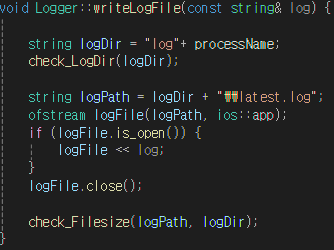 void Logger::writeLogFile(const string& log) {
string logDir = "log"+ processName;
check_LogDir(logDir);
string logPath = logDir + "₩₩latest.log";
ofstream logFile(logPath, ios::app);
if (logFile.is_open()) {
logFile << log;
}
logFile.close();
check_Filesize(logPath, logDir);
}